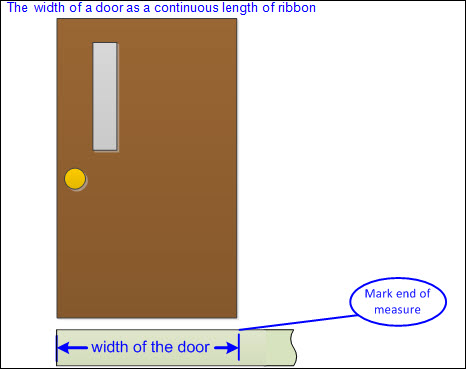 The width of a door as a continuous length of ribbon
Mark end of
measure
width of the door